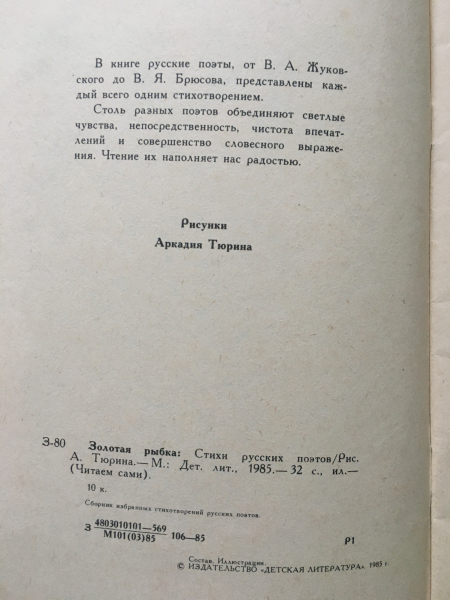 В книге русские поэты, от В. А. Жуков-
ского до В. Я. Брюсова, представлены каж-
дый всего одним стихотворением.
Столь разных поэтов объединяют светлые
чувства, непосредственность, чистота впечат-
лений и совершенство словесного выраже-
ния. Чтение их наполняет нас радостью.
Рисунки
Аркадия Тюрина
З-80 Золотая рыбка: Стихи русских поэтов/Рис.
А. Тюрина.— М.: Дет. лит., 1985.— 32 с., ил.—
(Читаем сами).
10 к.
Сборник избранных стихотворений русских поэтов.
З 4803010101—569
М101(03)85 106—85 Р1
Состав. Иллюстрации.
© ИЗДАТЕЛЬСТВО «ДЕТСКАЯ ЛИТЕРАТУРА», 1985 г.